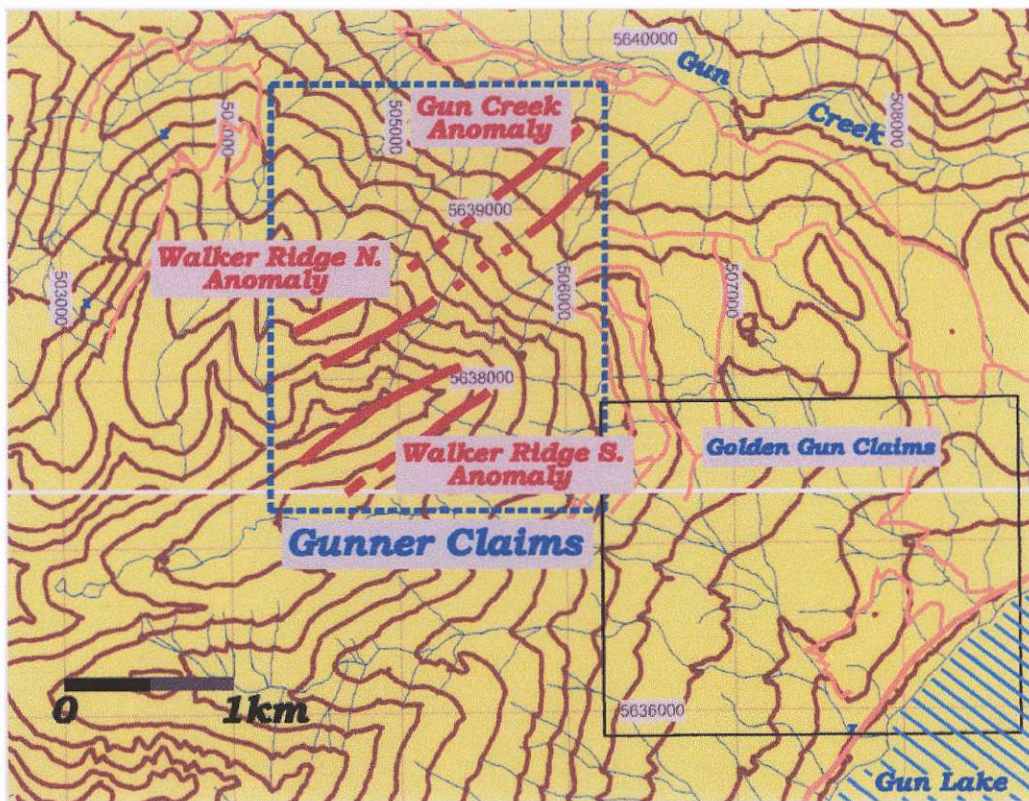 5640000
Gun
Creek
Gun Creek
Anomaly
505000
508000
5639000
Walker Ridge N.
Anomaly
503000
506000
507000
5638000
Walker Ridge S.
Anomaly
Golden Gun Claims
Gunner Claims
0
1km
5636000
Gun Lake